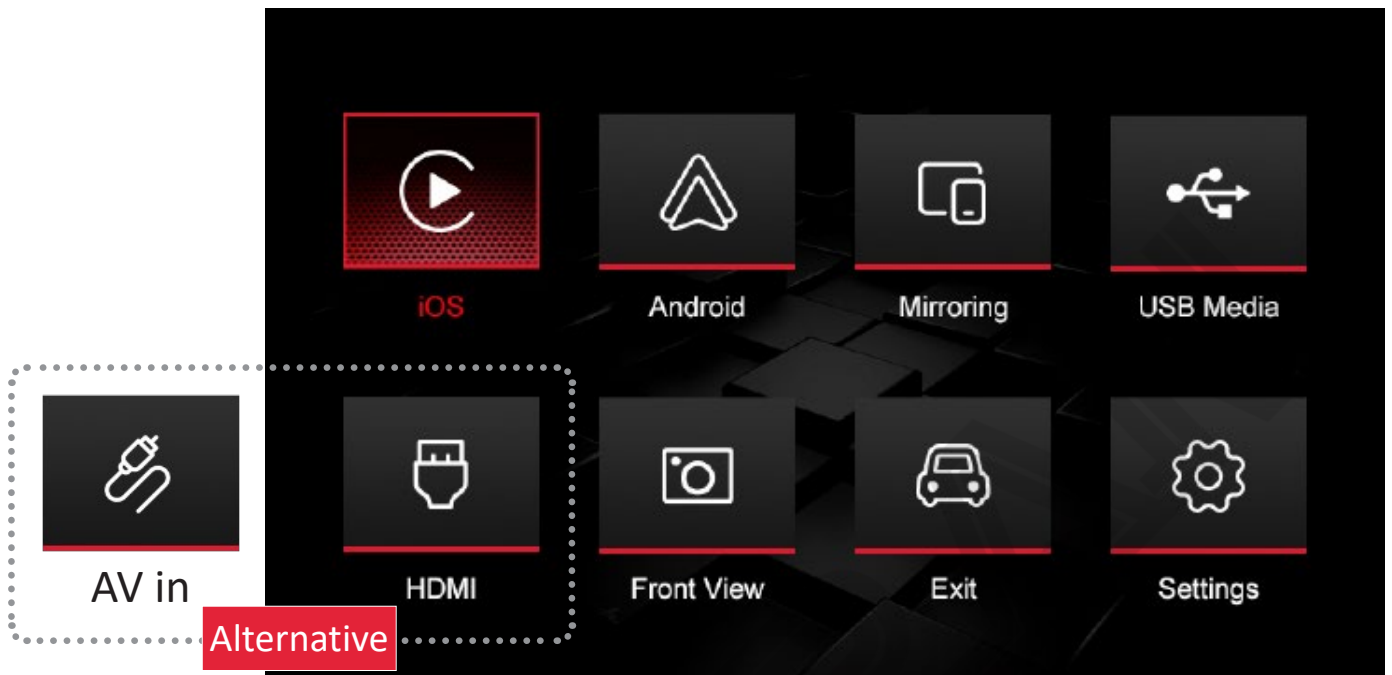 iOS
Android
Mirroring
USB Media
AV in
HDMI
Front View
Exit
Settings
Alternative